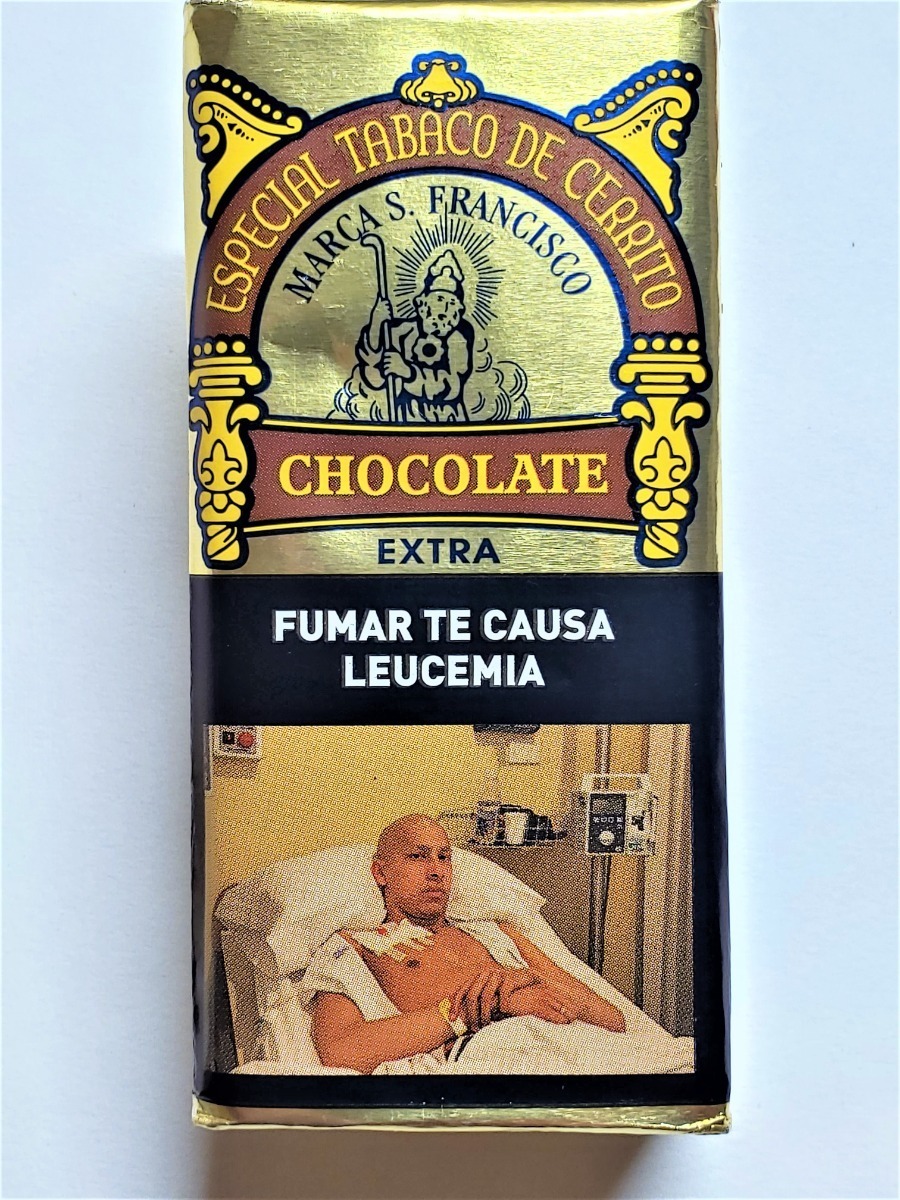 ESPECIAL TABACO DE CERRITO
MARCA S. FRANCISCO
CHOCOLATE
EXTRA
FUMAR TE CAUSA
LEUCEMIA